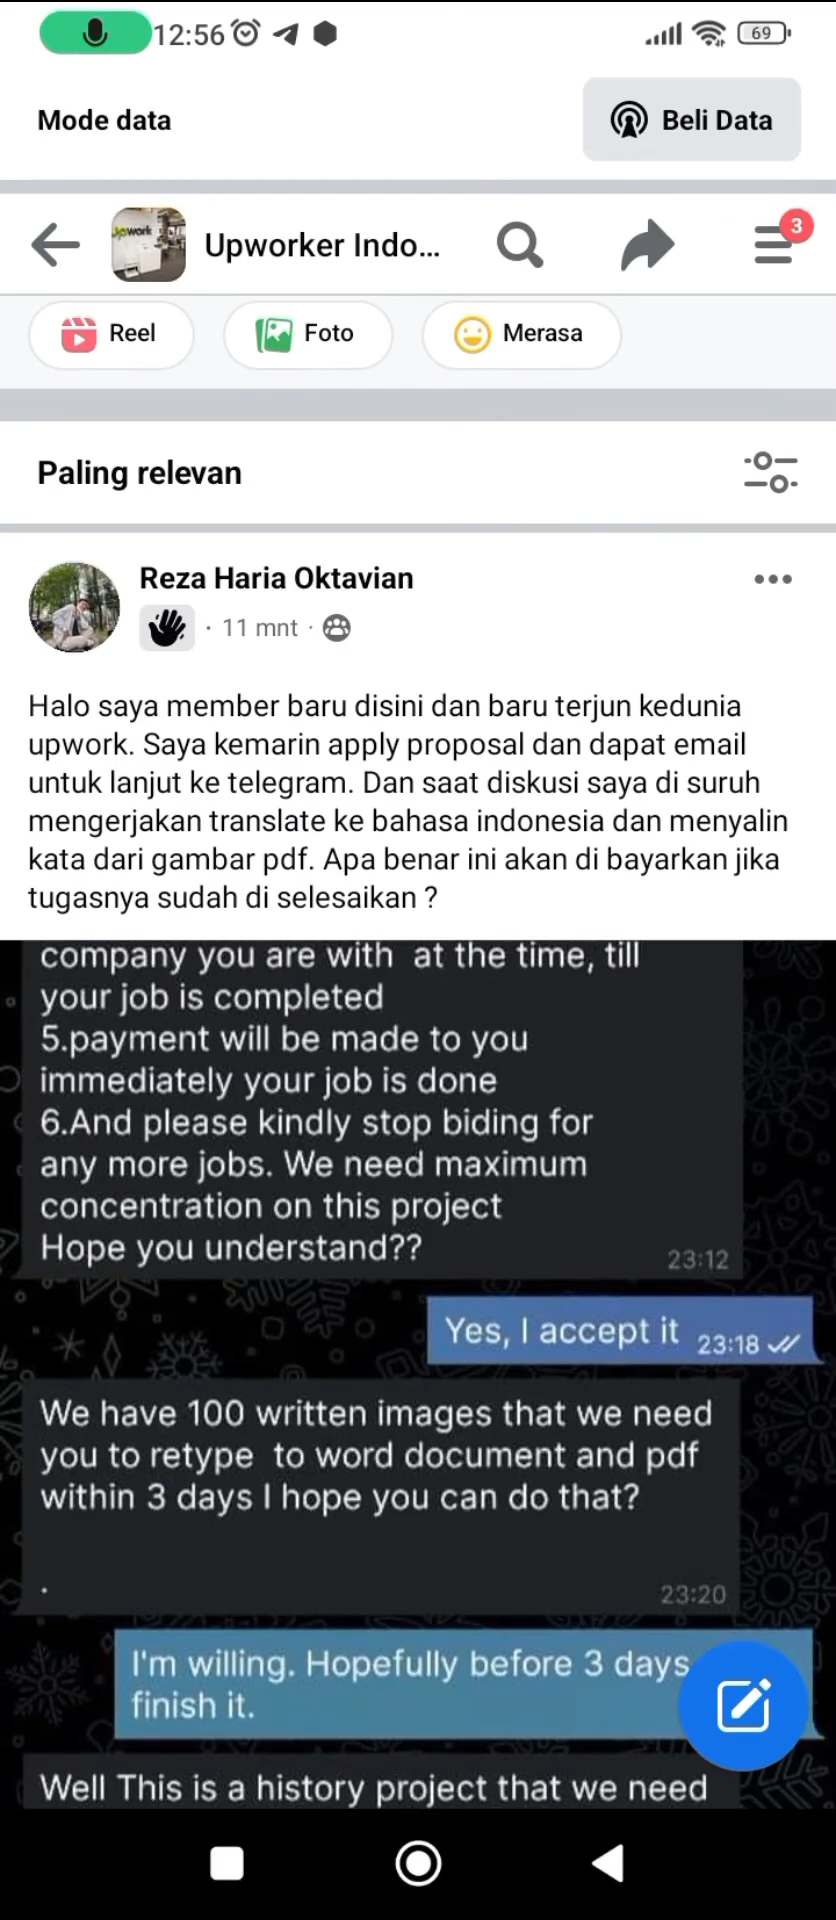 12:56
69
Mode data
Beli Data
Upwork
Upworker Indo...
3
Reel
Foto
Merasa
Paling relevan
Reza Haria Oktavian
· 11 mnt ·
Halo saya member baru disini dan baru terjun kedunia
upwork. Saya kemarin apply proposal dan dapat email
untuk lanjut ke telegram. Dan saat diskusi saya di suruh
mengerjakan translate ke bahasa indonesia dan menyalin
kata dari gambar pdf. Apa benar ini akan di bayarkan jika
tugasnya sudah di selesaikan ?
company you are with at the time, till
your job is completed
5.payment will be made to you
immediately your job is done
6.And please kindly stop biding for
any more jobs. We need maximum
concentration on this project
Hope you understand??
23:12
Yes, I accept it 23:18
We have 100 written images that we need
you to retype to word document and pdf
within 3 days I hope you can do that?
.
23:20
I'm willing. Hopefully before 3 days
finish it.
Well This is a history project that we need